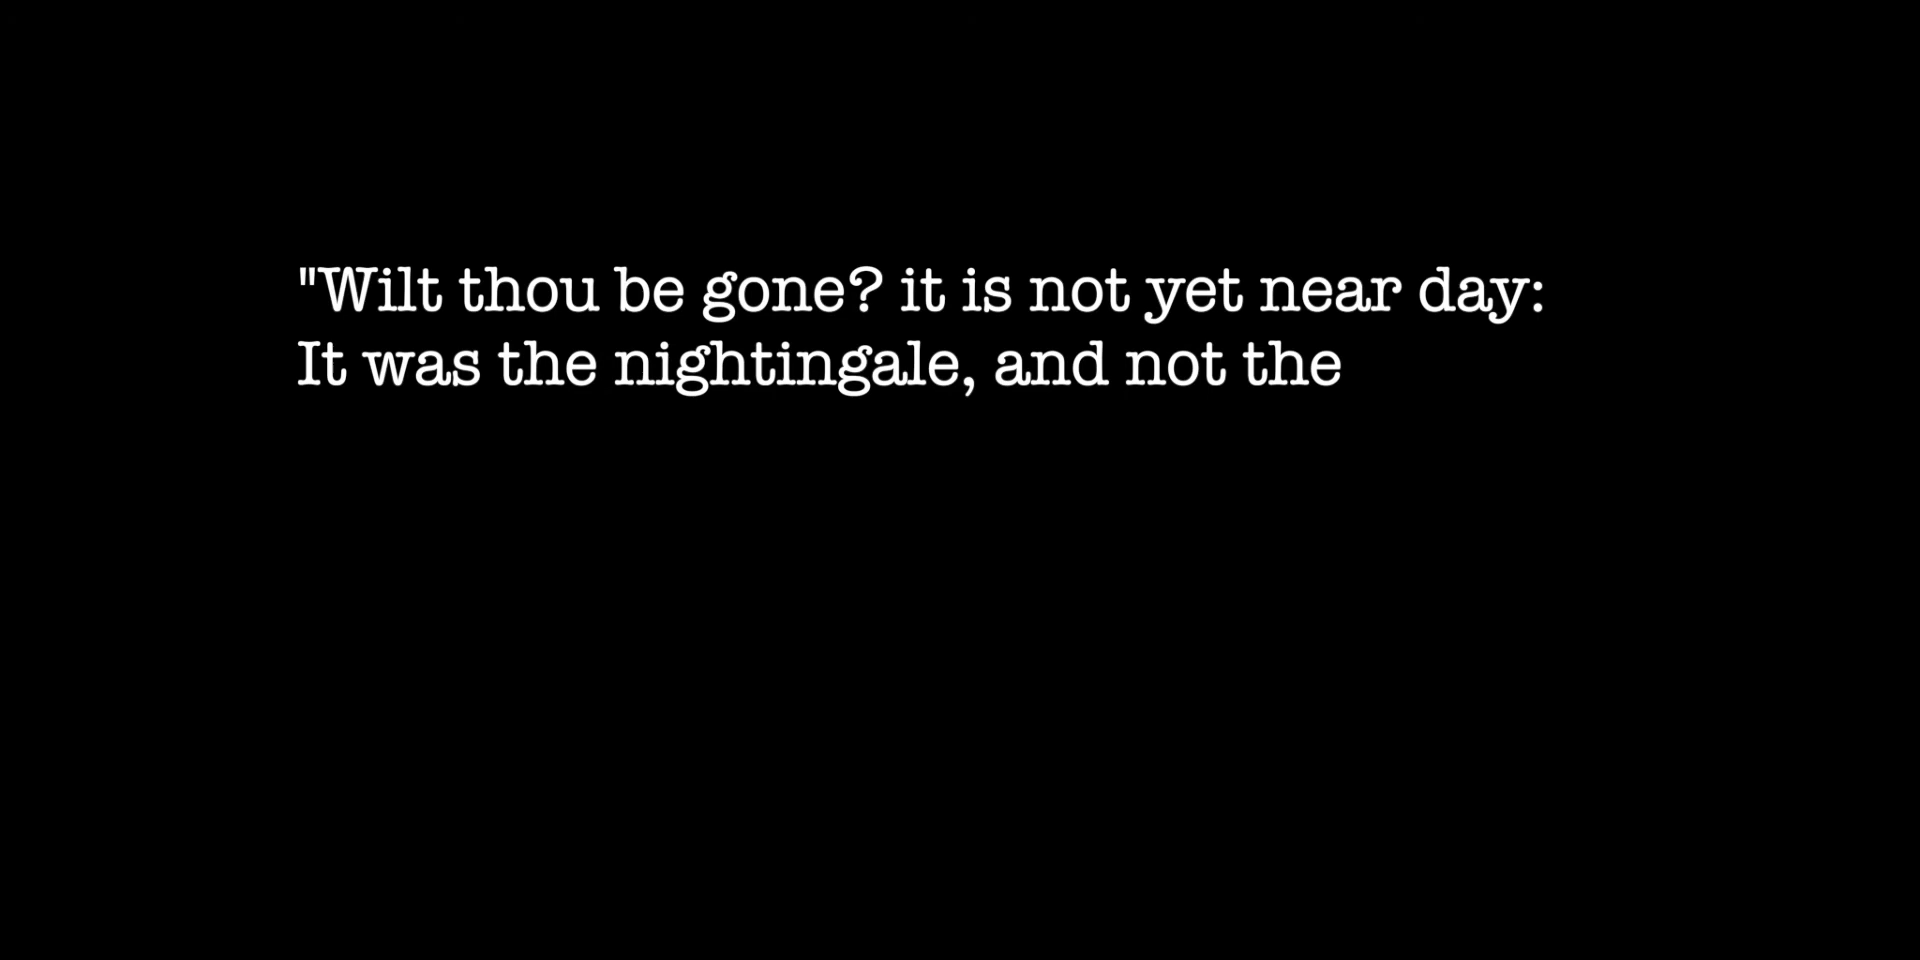 "Wilt thou be gone? it is not yet near day:
It was the nightingale, and not the